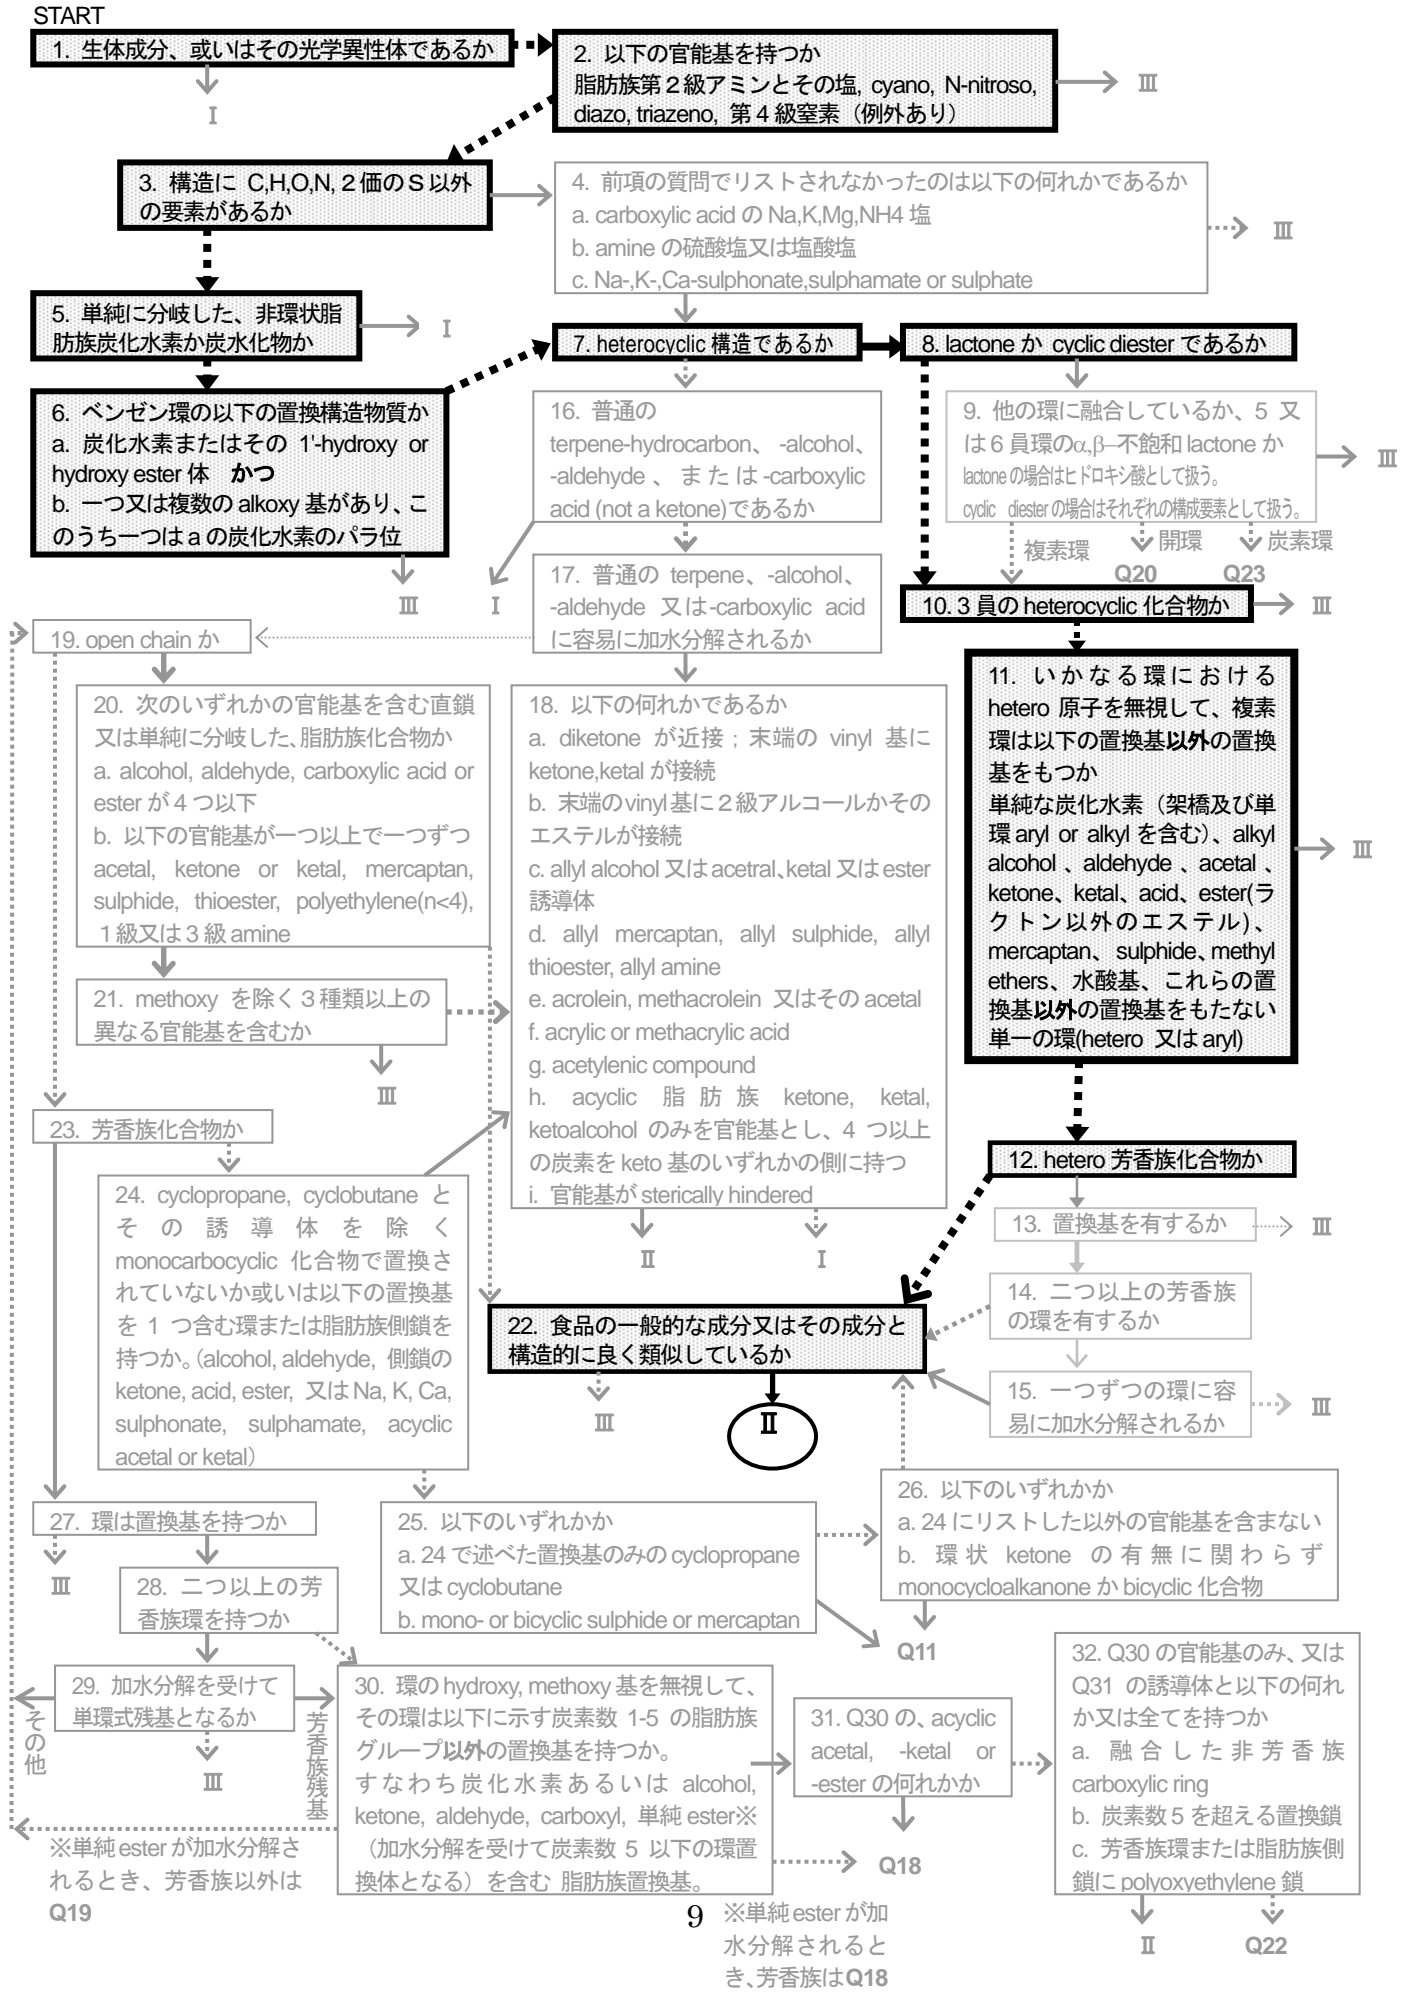 START
1. 生体成分、或いはその光学異性体であるか
I
2. 以下の官能基を持つか
脂肪族第２級アミンとその塩, cyano, N-nitroso,
diazo, triazeno, 第４級窒素（例外あり）
III
3. 構造に C,H,O,N,２価のＳ以外
の要素があるか
4. 前項の質問でリストされなかったのは以下の何れかであるか
a. carboxylic acid の Na,K,Mg,NH4 塩
b. amine の硫酸塩又は塩酸塩
c. Na-,K-,Ca-sulphonate,sulphamate or sulphate
III
5. 単純に分岐した、非環状脂
肪族炭化水素か炭水化物か
I
6. ベンゼン環の以下の置換構造物質か
a. 炭化水素またはその 1'-hydroxy or
hydroxy ester 体　かつ
b. 一つ又は複数の alkoxy 基があり、こ
のうち一つは a の炭化水素のパラ位
III
7. heterocyclic 構造であるか
8. lactone か cyclic diester であるか
9. 他の環に融合しているか、5 又
は 6 員環のα,β−不飽和 lactone か
lactone の場合はヒドロキシ酸として扱う。
cyclic diester の場合はそれぞれの構成要素として扱う。
III
複素環
開環
Q20
炭素環
Q23
10. 3 員の heterocyclic 化合物か
III
16. 普通の
terpene-hydrocarbon、-alcohol、
-aldehyde 、または -carboxylic
acid (not a ketone)であるか
I
17. 普通の terpene、-alcohol、
-aldehyde 又は-carboxylic acid
に容易に加水分解されるか
19. open chain か
20. 次のいずれかの官能基を含む直鎖
又は単純に分岐した、脂肪族化合物か
a. alcohol, aldehyde, carboxylic acid or
ester が 4 つ以下
b. 以下の官能基が一つ以上で一つずつ
acetal, ketone or ketal, mercaptan,
sulphide, thioester, polyethylene(n<4),
１級又は３級 amine
21. methoxy を除く３種類以上の
異なる官能基を含むか
III
18. 以下の何れかであるか
a. diketone が近接；末端の vinyl 基に
ketone,ketal が接続
b. 末端の vinyl 基に２級アルコールかその
エステルが接続
c. allyl alcohol 又は acetral、ketal 又は ester
誘導体
d. allyl mercaptan, allyl sulphide, allyl
thioester, allyl amine
e. acrolein, methacrolein 又はその acetal
f. acrylic or methacrylic acid
g. acetylenic compound
h. acyclic 脂肪族 ketone, ketal,
ketoalcohol のみを官能基とし、4 つ以上
の炭素を keto 基のいずれかの側に持つ
i. 官能基が sterically hindered
II
I
11. いかなる環における
hetero 原子を無視して、複素
環は以下の置換基以外の置換
基をもつか
単純な炭化水素（架橋及び単
環 aryl or alkyl を含む）、alkyl
alcohol 、aldehyde 、acetal 、
ketone、ketal、acid、ester(ラ
クトン以外のエステル)、
mercaptan、sulphide、methyl
ethers、水酸基、これらの置
換基以外の置換基をもたない
単一の環(hetero 又は aryl)
III
12. hetero 芳香族化合物か
13. 置換基を有するか
III
14. 二つ以上の芳香族
の環を有するか
15. 一つずつの環に容
易に加水分解されるか
III
22. 食品の一般的な成分又はその成分と
構造的に良く類似しているか
III
II
23. 芳香族化合物か
24. cyclopropane, cyclobutane と
その誘導体を除く
monocarbocyclic 化合物で置換さ
れていないか或いは以下の置換基
を 1 つ含む環または脂肪族側鎖を
持つか。(alcohol, aldehyde, 側鎖の
ketone, acid, ester, 又は Na, K, Ca,
sulphonate, sulphamate, acyclic
acetal or ketal）
25. 以下のいずれかか
a. 24 で述べた置換基のみの cyclopropane
又は cyclobutane
b. mono- or bicyclic sulphide or mercaptan
26. 以下のいずれかか
a. 24 にリストした以外の官能基を含まない
b. 環状 ketone の有無に関わらず
monocycloalkanone か bicyclic 化合物
Q11
27. 環は置換基を持つか
III
28. 二つ以上の芳
香族環を持つか
29. 加水分解を受けて
単環式残基となるか
その他
芳香族残基
III
30. 環の hydroxy, methoxy 基を無視して、
その環は以下に示す炭素数 1-5 の脂肪族
グループ以外の置換基を持つか。
すなわち炭化水素あるいは alcohol,
ketone, aldehyde, carboxyl, 単純 ester※
（加水分解を受けて炭素数 5 以下の環置
換体となる）を含む 脂肪族置換基。
31. Q30 の、acyclic
acetal, -ketal or
-ester の何れかか
Q18
32. Q30 の官能基のみ、又は
Q31 の誘導体と以下の何れ
か又は全てを持つか
a. 融合した非芳香族
carboxylic ring
b. 炭素数 5 を超える置換鎖
c. 芳香族環または脂肪族側
鎖に polyoxyethylene 鎖
II
Q22
※単純 ester が加水分解さ
れるとき、芳香族以外は
Q19
9
※単純 ester が加
水分解されると
き、芳香族は Q18